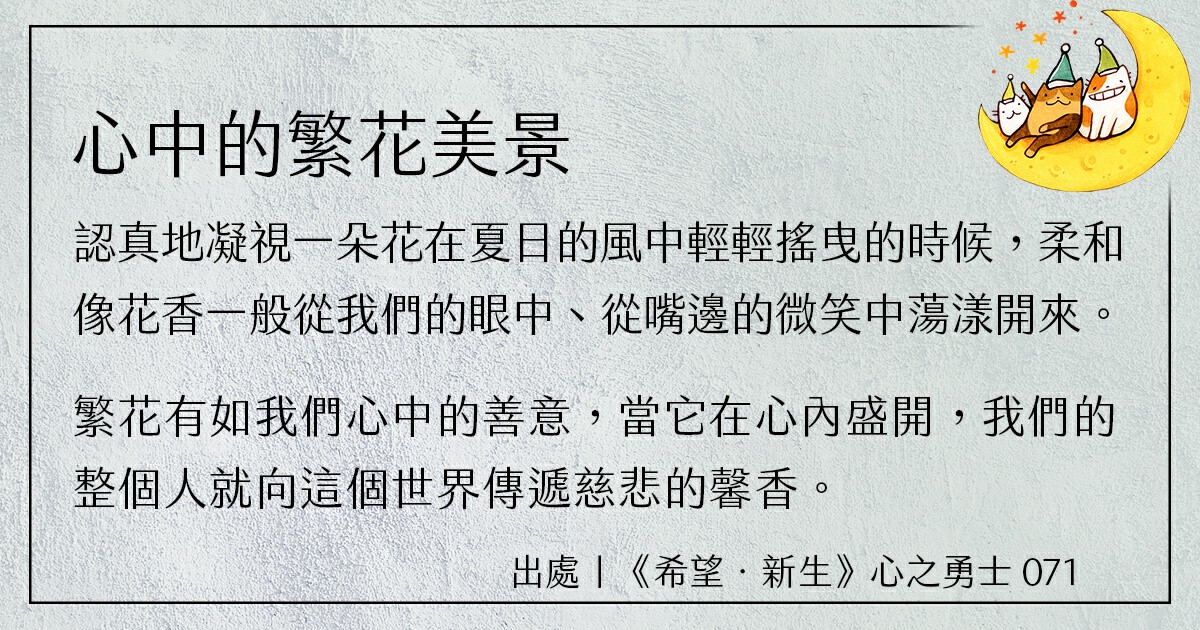 心中的繁花美景
認真地凝視一朵花在夏日的風中輕輕搖曳的時候，柔和
像花香一般從我們的眼中、從嘴邊的微笑中蕩漾開來。
繁花有如我們心中的善意，當它在心內盛開，我們的
整個人就向這個世界傳遞慈悲的馨香。
出處｜《希望．新生》心之勇士 071